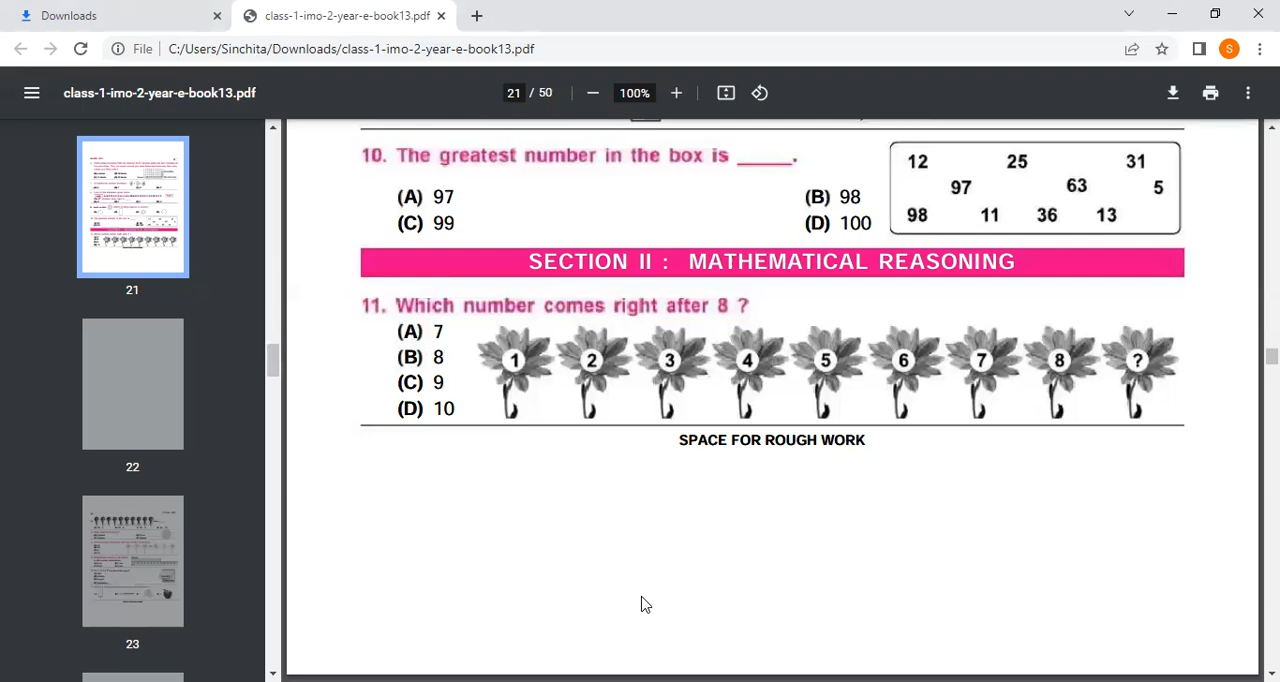 Downloads
class-1-imo-2-year-e-book13.pdf
File
C:/Users/Sinchita/Downloads/class-1-imo-2-year-e-book13.pdf
S
class-1-imo-2-year-e-book13.pdf
21 / 50
100%
10. The greatest number in the box is _____.
(A) 97
(B) 98
(C) 99
(D) 100
12 25 31
97 63 5
98 11 36 13
SECTION II : MATHEMATICAL REASONING
11. Which number comes right after 8 ?
(A) 7
(B) 8
(C) 9
(D) 10
1 2 3 4 5 6 7 8 ?
SPACE FOR ROUGH WORK
21
22
23